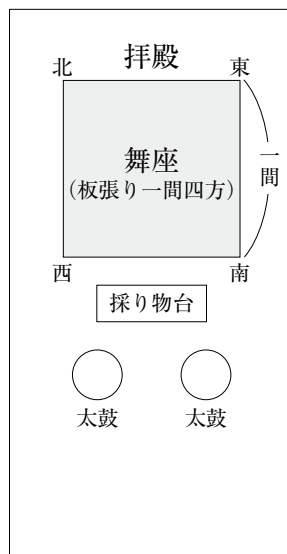 拝殿
北
東
舞座
(板張り一間四方)
一間
西
南
採り物台
太鼓
太鼓